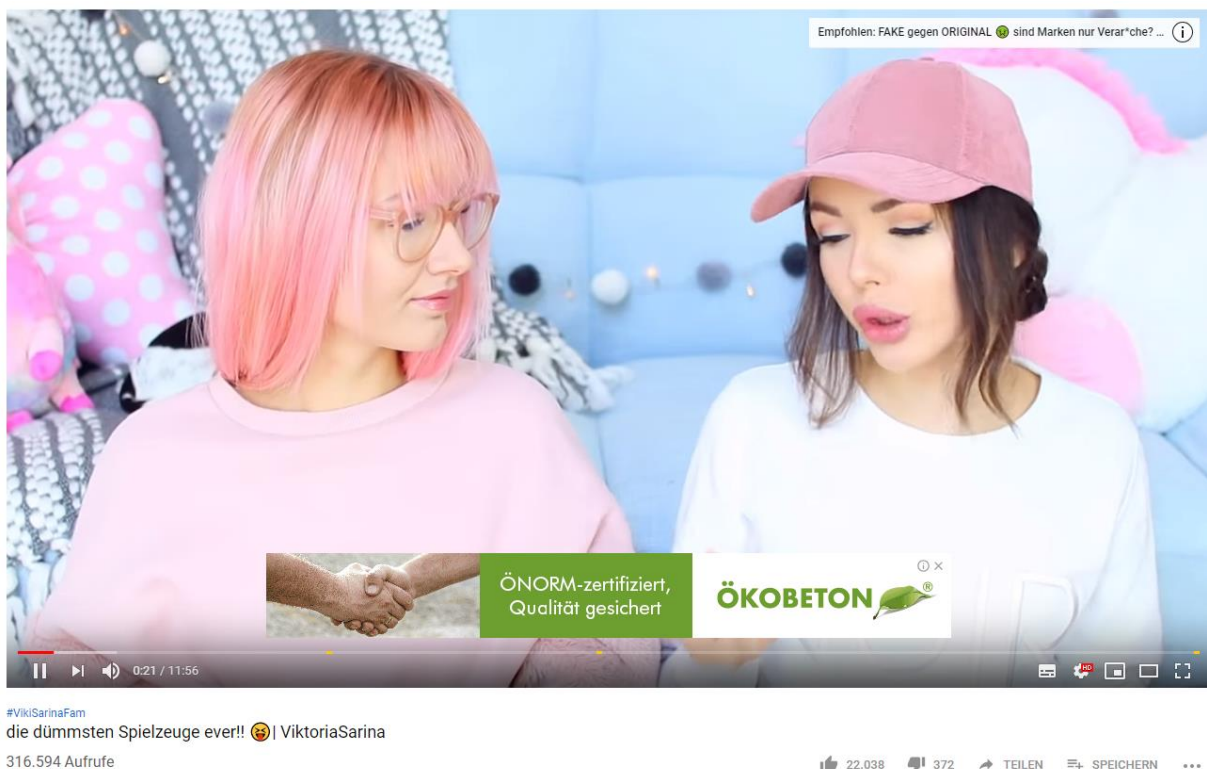 Empfohlen: FAKE gegen ORIGINAL 🤢 sind Marken nur Verar*che? ...
ÖNORM-zertifiziert,
Qualität gesichert
ÖKOBETON®
0:21 / 11:56
HD
#VikiSarinaFam
die dümmsten Spielzeuge ever!! 😝| ViktoriaSarina
316.594 Aufrufe
22.038 372 TEILEN SPEICHERN